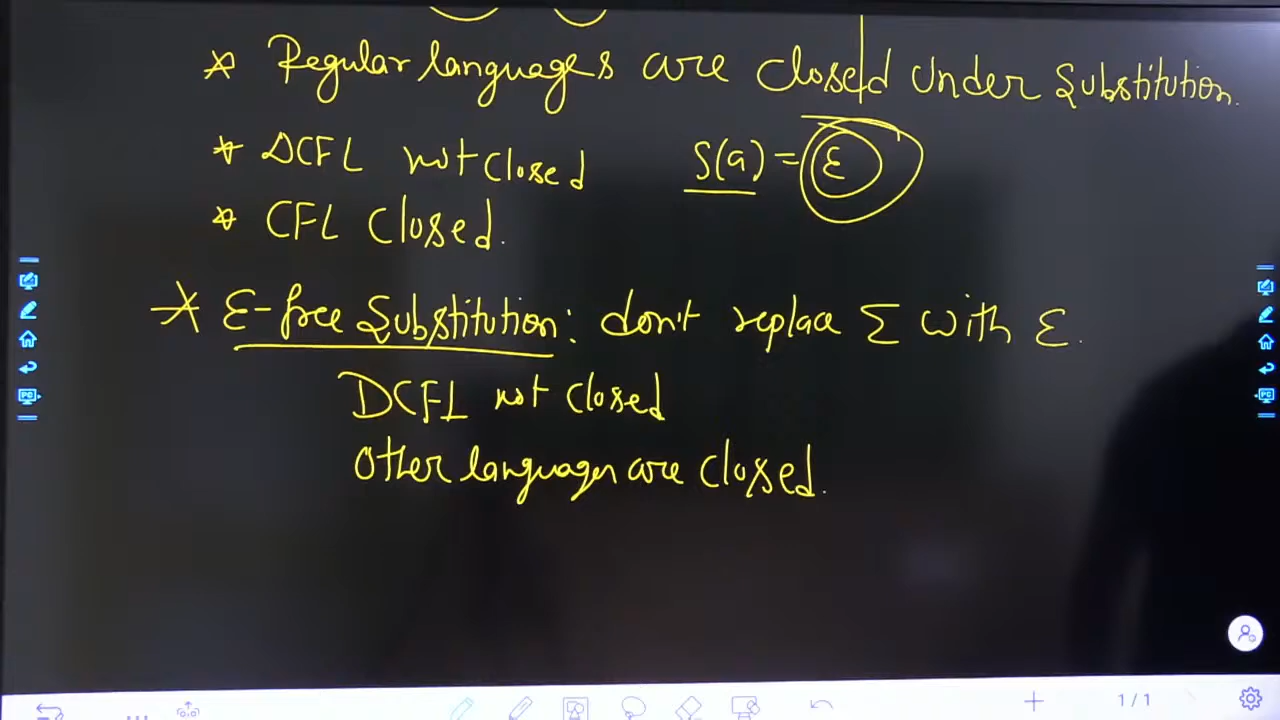 * Regular languages are closed under Substitution.
* DCFL not closed S(a) = ε
* CFL closed.
* ε-free Substitution: don't replace Σ with ε.
DCFL not closed
Other languages are closed.
1/1